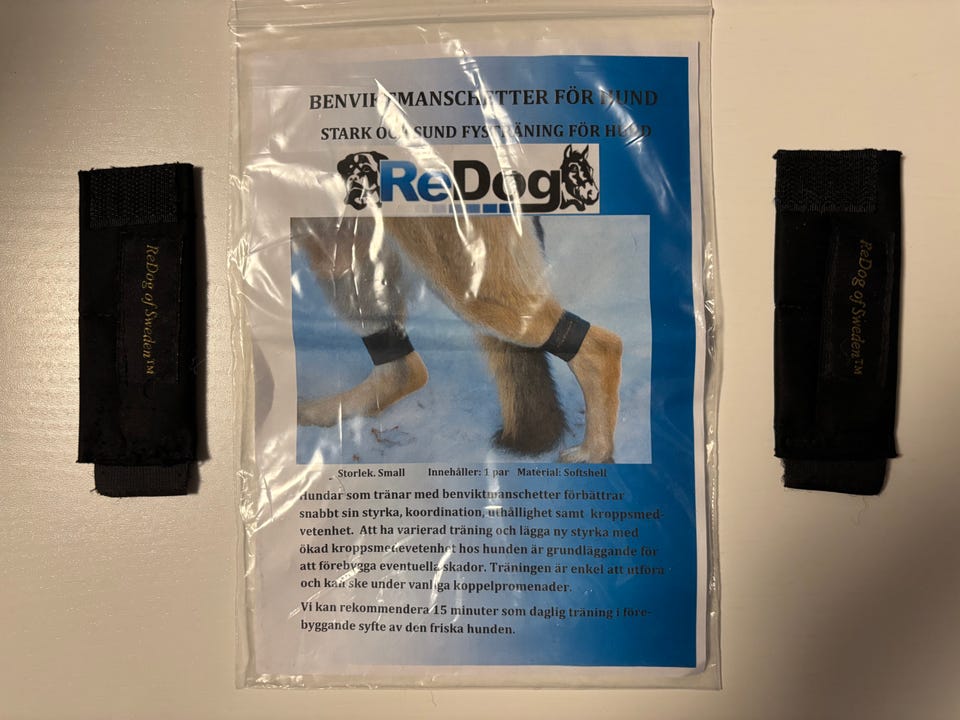 BENVIKTMANSCHETTER FÖR HUND
STARK OCH SUND FYSTRÄNING FÖR HUND
ReDog
Storlek. Small Innehåller: 1 par Material: Softshell
Hundar som tränar med benviktmanschetter förbättrar
snabbt sin styrka, koordination, uthållighet samt kroppsmed-
vetenhet. Att ha varierad träning och lägga ny styrka med
ökad kroppsmedevetenhet hos hunden är grundläggande för
att förebygga eventuella skador. Träningen är enkel att utföra
och kan ske under vanliga koppelpromenader.
Vi kan rekommendera 15 minuter som daglig träning i före-
byggande syfte av den friska hunden.
ReDog of Sweden™
ReDog of Sweden™